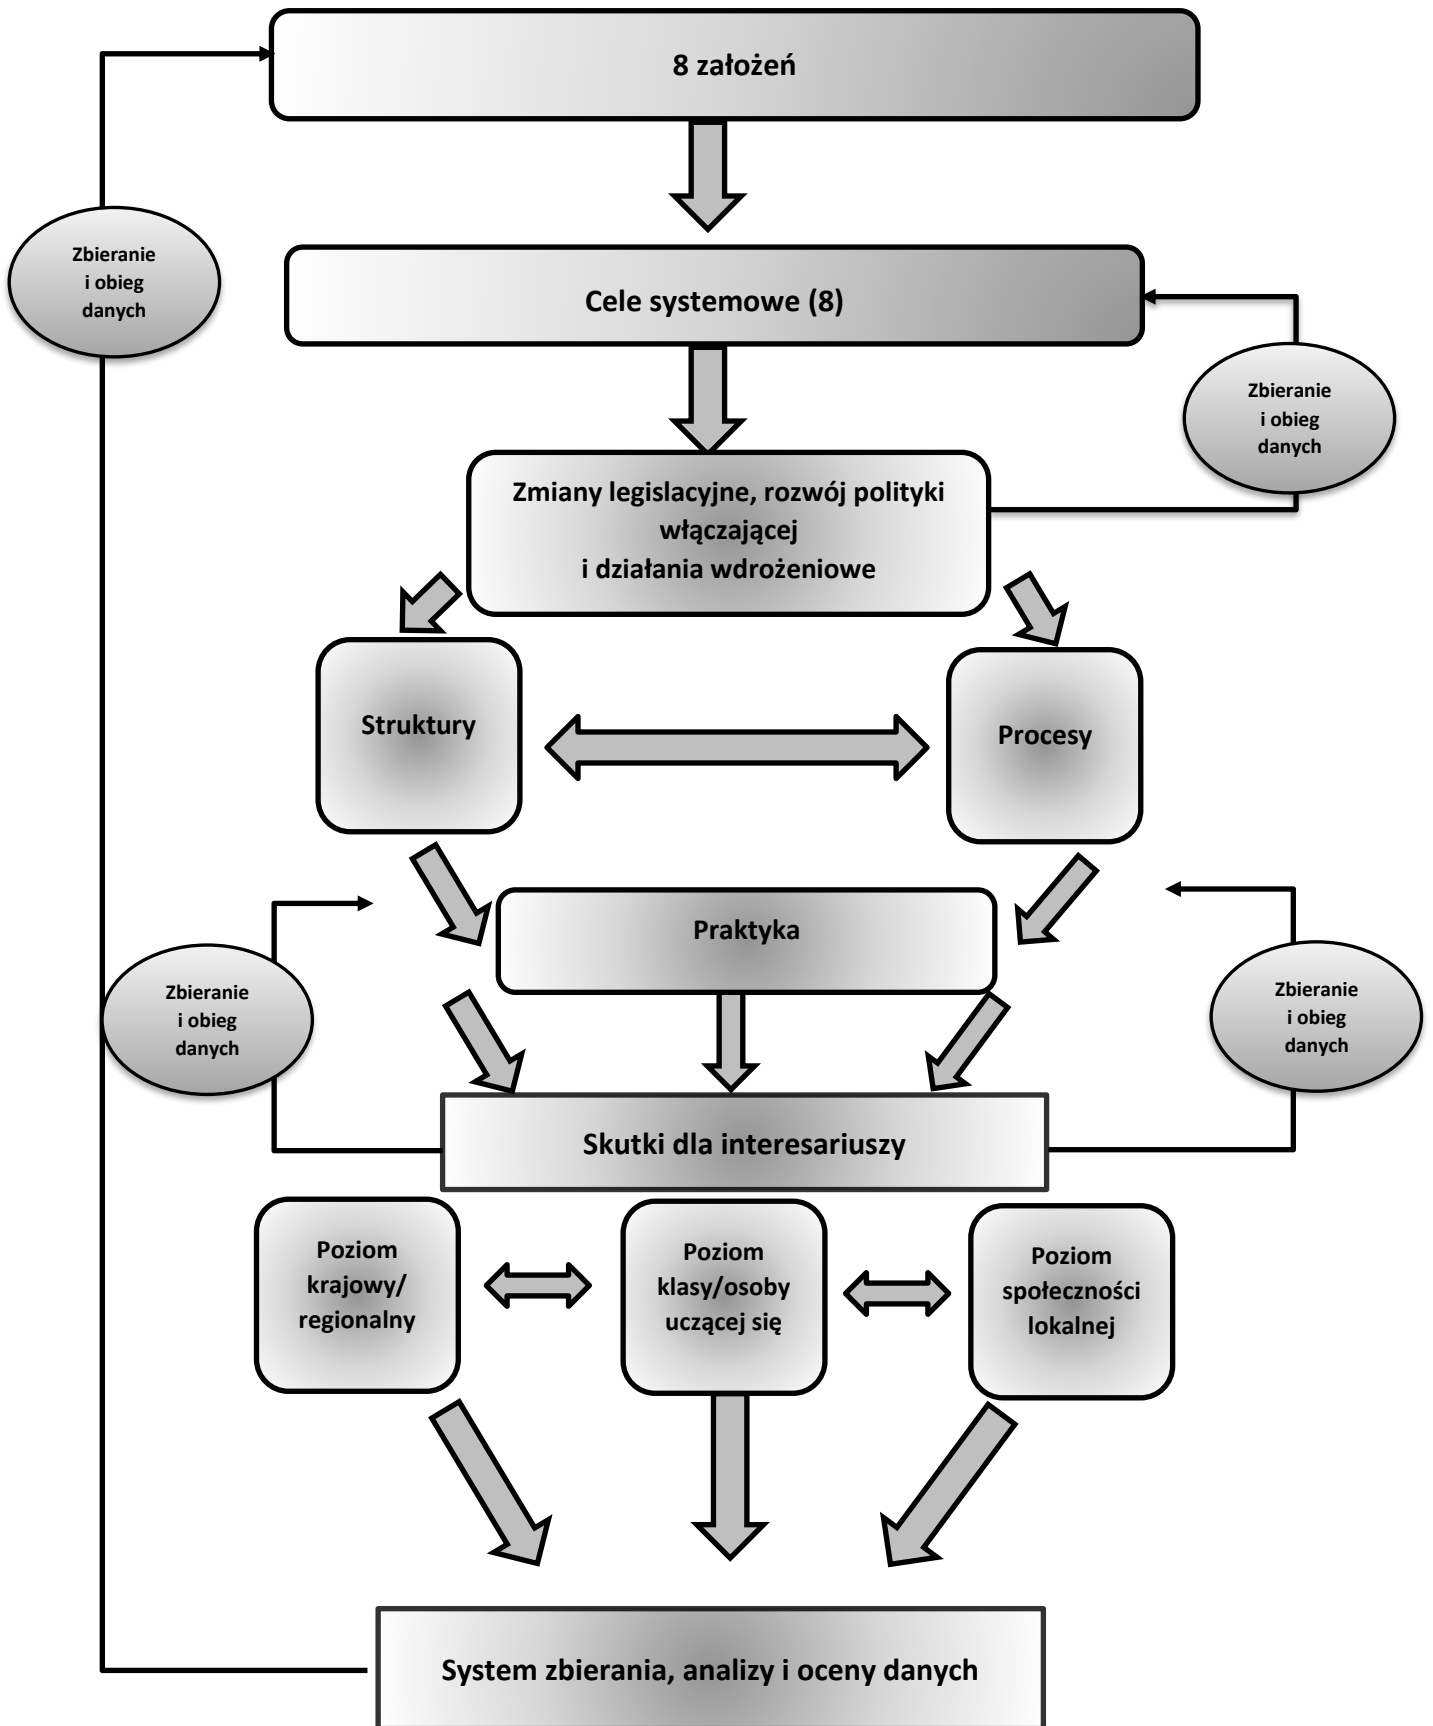 8 założeń
Zbieranie
i obieg
danych
Cele systemowe (8)
Zbieranie
i obieg
danych
Zmiany legislacyjne, rozwój polityki
włączającej
i działania wdrożeniowe
Struktury
Procesy
Praktyka
Zbieranie
i obieg
danych
Zbieranie
i obieg
danych
Skutki dla interesariuszy
Poziom
krajowy/
regionalny
Poziom
klasy/osoby
uczącej się
Poziom
społeczności
lokalnej
System zbierania, analizy i oceny danych